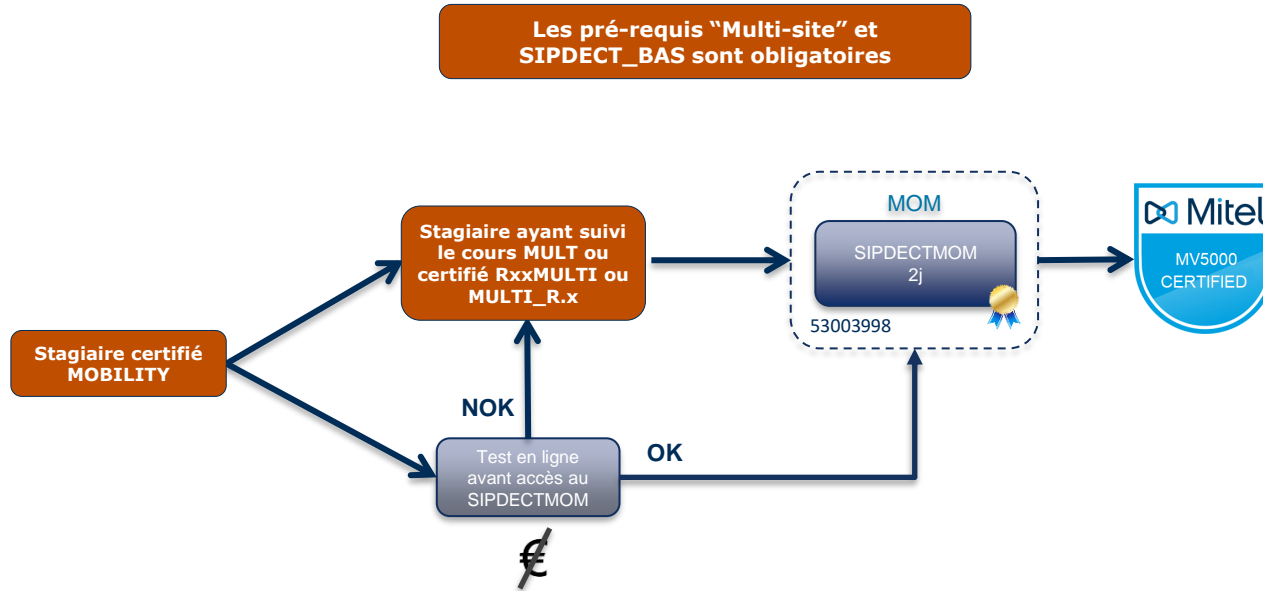 Les pré-requis “Multi-site” et
SIPDECT_BAS sont obligatoires
MOM
SIPDECTMOM
2j
53003998
Mitel
MV5000
CERTIFIED
Stagiaire ayant suivi
le cours MULT ou
certifié RxxMULTI ou
MULTI_R.x
Stagiaire certifié
MOBILITY
NOK
OK
Test en ligne
avant accès au
SIPDECTMOM
€